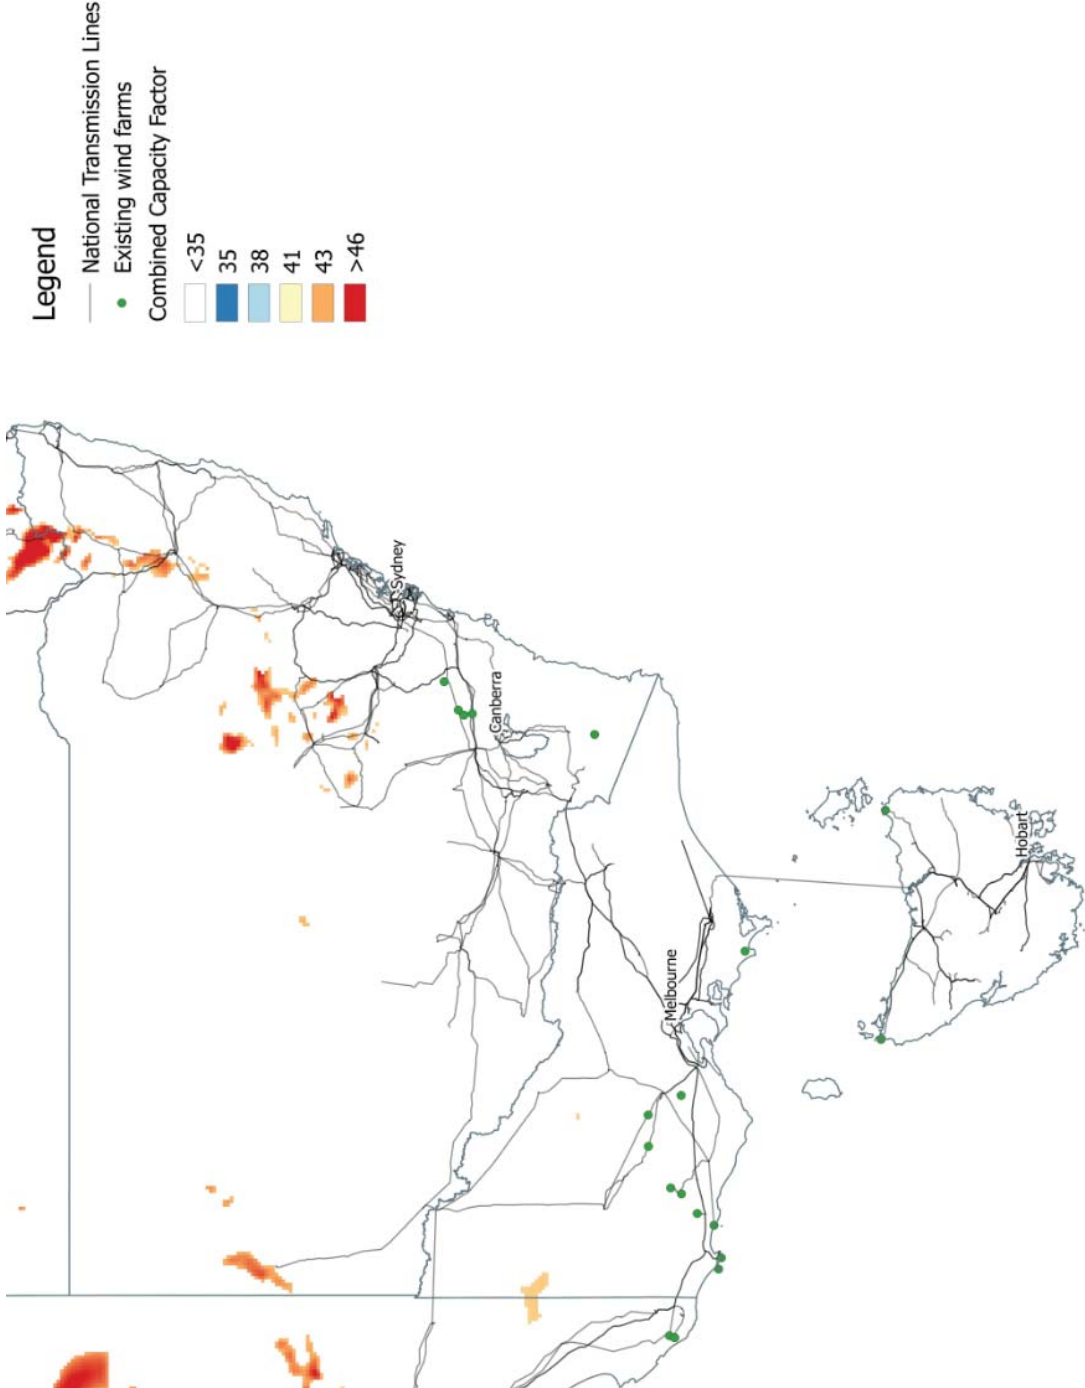 Legend
National Transmission Lines
Existing wind farms
Combined Capacity Factor
<35
35
38
41
43
>46
Sydney
Canberra
Melbourne
Hobart